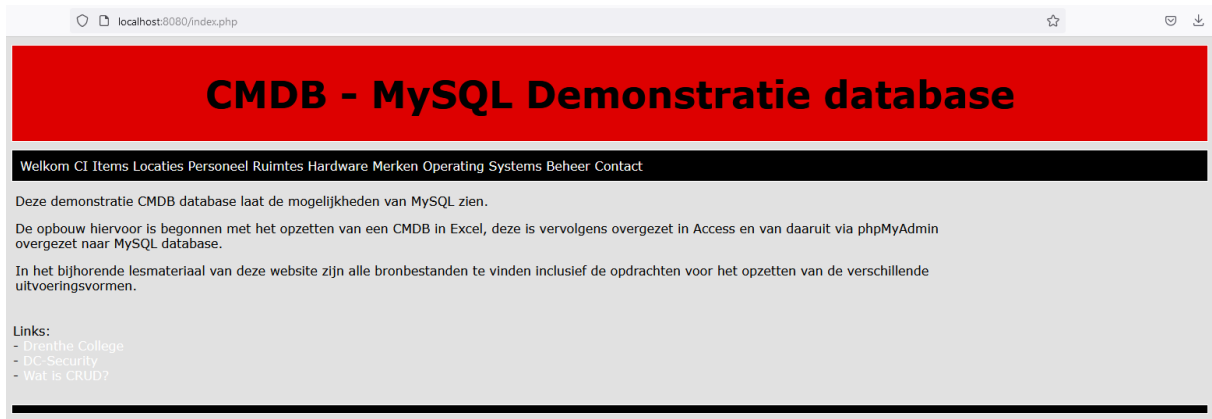 localhost:8080/index.php
CMDB - MySQL Demonstratie database
Welkom CI Items Locaties Personeel Ruimtes Hardware Merken Operating Systems Beheer Contact
Deze demonstratie CMDB database laat de mogelijkheden van MySQL zien.
De opbouw hiervoor is begonnen met het opzetten van een CMDB in Excel, deze is vervolgens overgezet in Access en van daaruit via phpMyAdmin
overgezet naar MySQL database.
In het bijhorende lesmateriaal van deze website zijn alle bronbestanden te vinden inclusief de opdrachten voor het opzetten van de verschillende
uitvoeringsvormen.
Links:
- Drenthe College
- DC-Security
- Wat is CRUD?